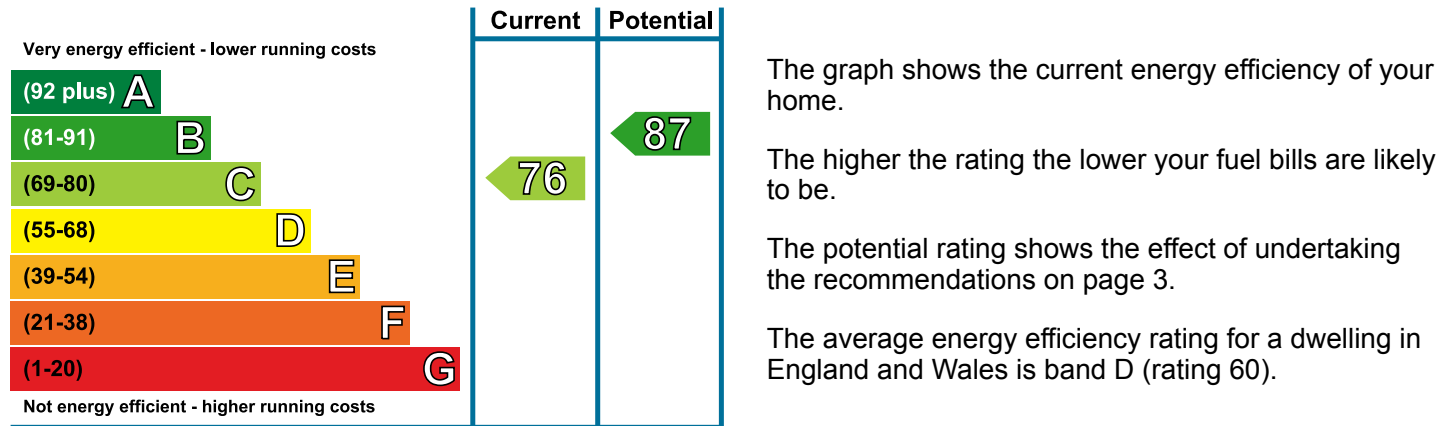 Current Potential
Very energy efficient - lower running costs
(92 plus) A
(81-91) B
87
(69-80) C
76
(55-68) D
(39-54) E
(21-38) F
(1-20) G
Not energy efficient - higher running costs
The graph shows the current energy efficiency of your
home.
The higher the rating the lower your fuel bills are likely
to be.
The potential rating shows the effect of undertaking
the recommendations on page 3.
The average energy efficiency rating for a dwelling in
England and Wales is band D (rating 60).